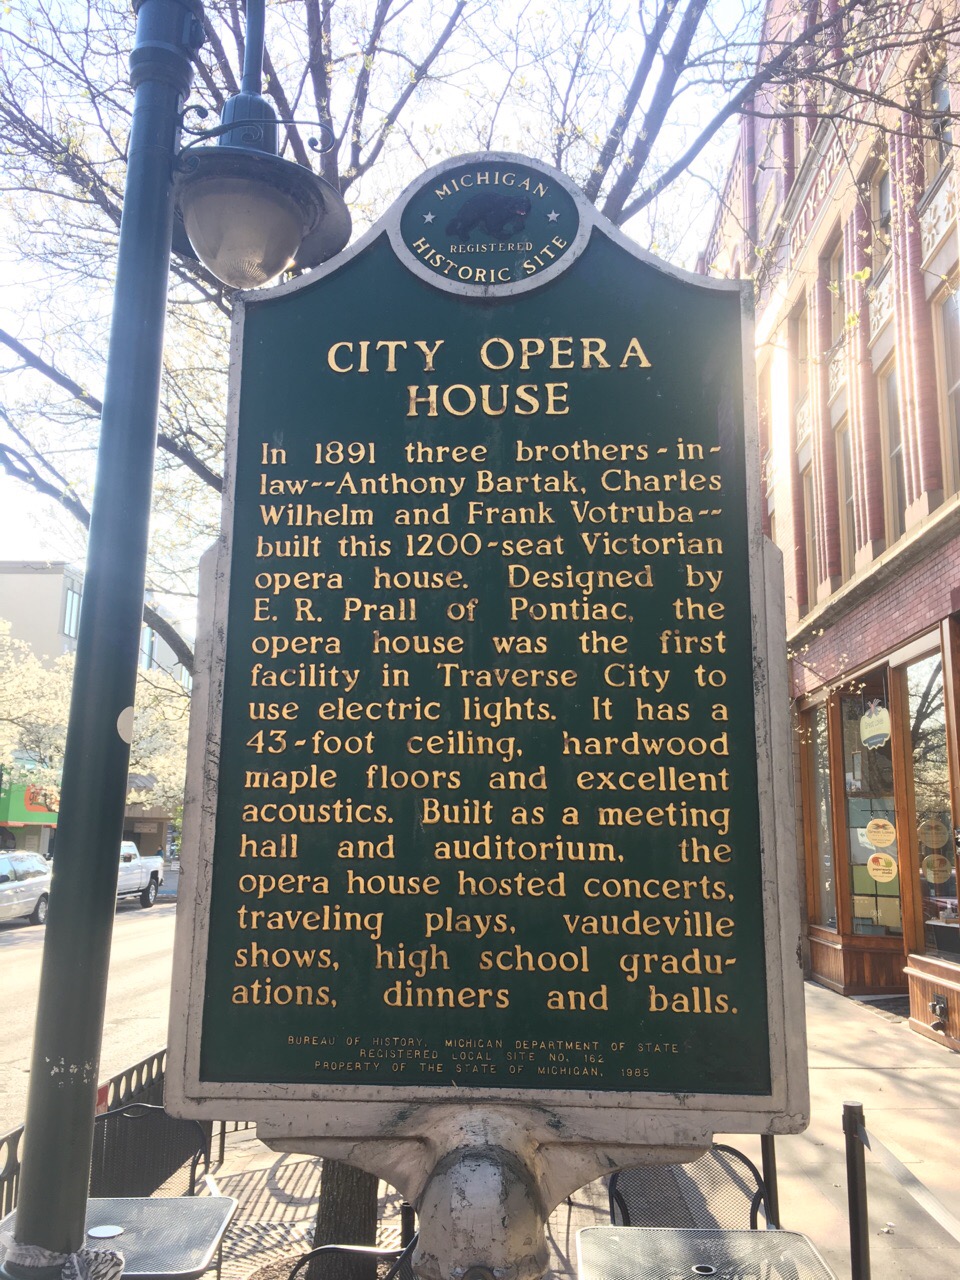 MICHIGAN
REGISTERED
HISTORIC SITE
CITY OPERA
HOUSE
In 1891 three brothers-in-
law--Anthony Bartak, Charles
Wilhelm and Frank Votruba--
built this 1200-seat Victorian
opera house. Designed by
E. R. Prall of Pontiac, the
opera house was the first
facility in Traverse City to
use electric lights. It has a
43-foot ceiling, hardwood
maple floors and excellent
acoustics. Built as a meeting
hall and auditorium, the
opera house hosted concerts,
traveling plays, vaudeville
shows, high school gradu-
ations, dinners and balls.
BUREAU OF HISTORY, MICHIGAN DEPARTMENT OF STATE
REGISTERED LOCAL SITE NO. 162
PROPERTY OF THE STATE OF MICHIGAN, 1985